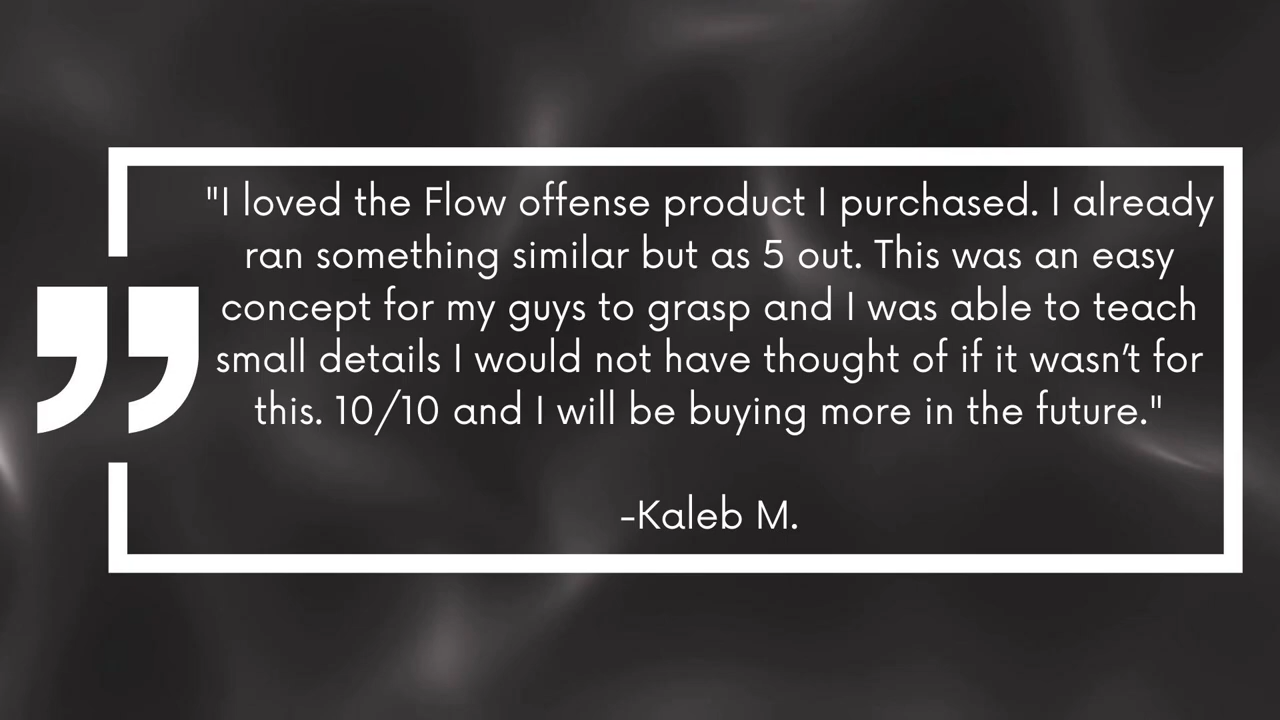 "I loved the Flow offense product I purchased. I already
ran something similar but as 5 out. This was an easy
concept for my guys to grasp and I was able to teach
small details I would not have thought of if it wasn’t for
this. 10/10 and I will be buying more in the future."
-Kaleb M.